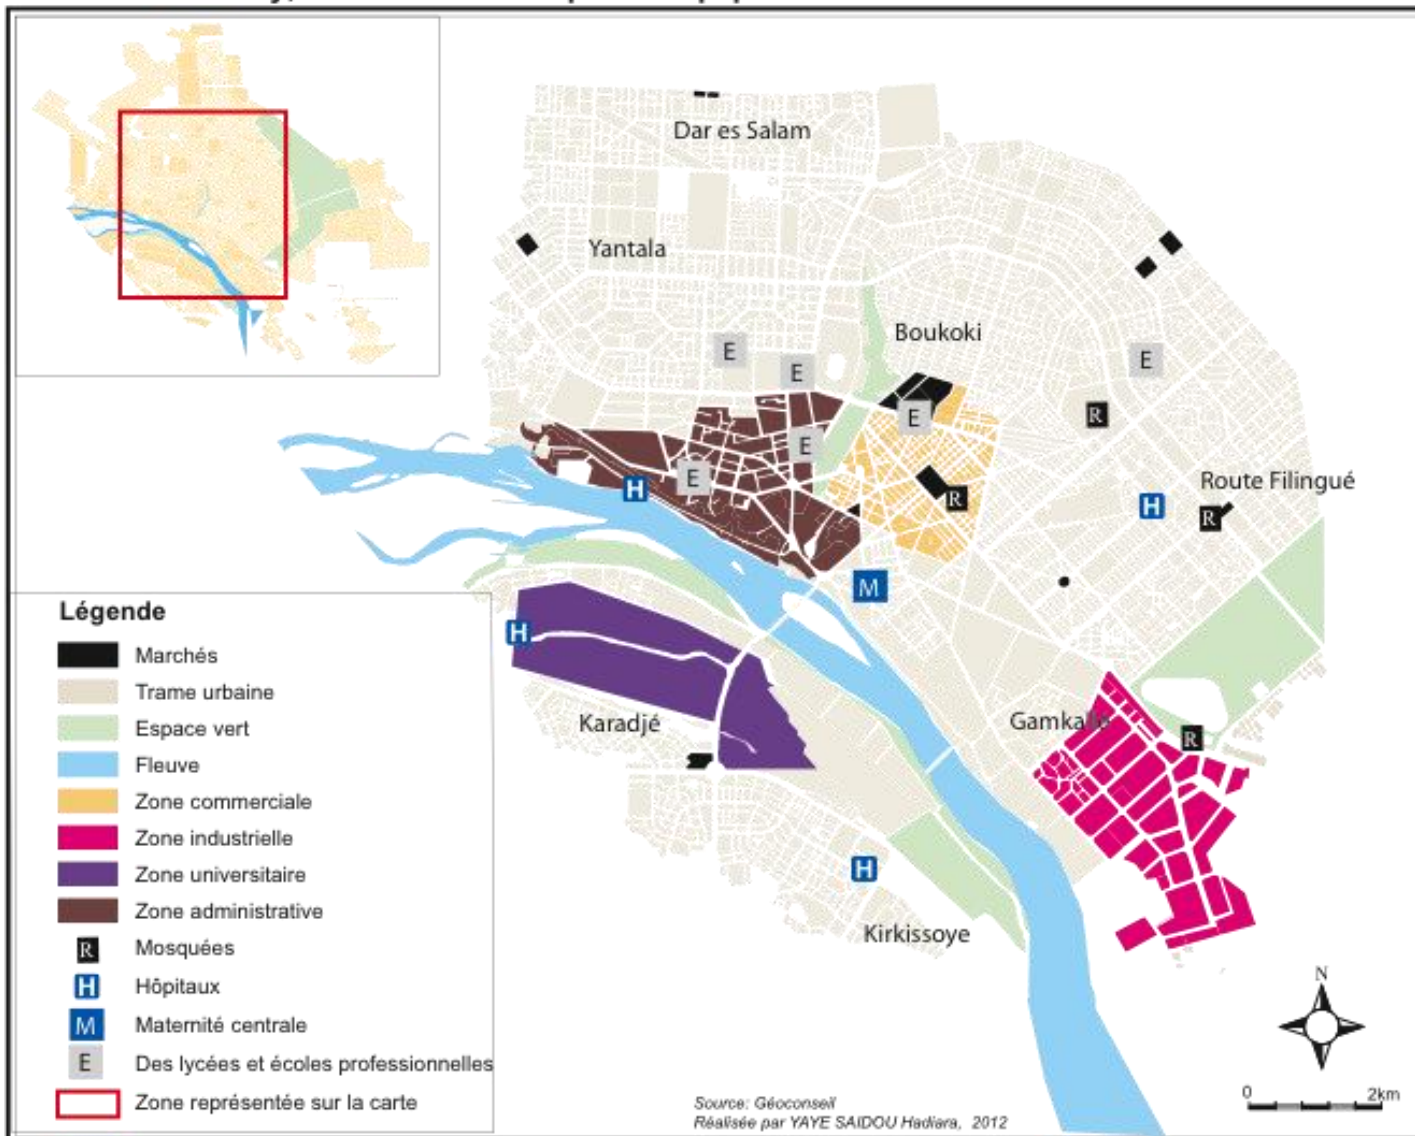 Dar es Salam
Yantala
Boukoki
E
E
E
E
E
E
R
Route Filingué
H
R
H
R
M
H
Gamkallé
R
Karadjé
H
Kirkissoye
Légende
Marchés
Trame urbaine
Espace vert
Fleuve
Zone commerciale
Zone industrielle
Zone universitaire
Zone administrative
R Mosquées
H Hôpitaux
M Maternité centrale
E Des lycées et écoles professionnelles
Zone représentée sur la carte
N
0 2km
Source: Géoconseil
Réalisée par YAYE SAIDOU Hadiara, 2012